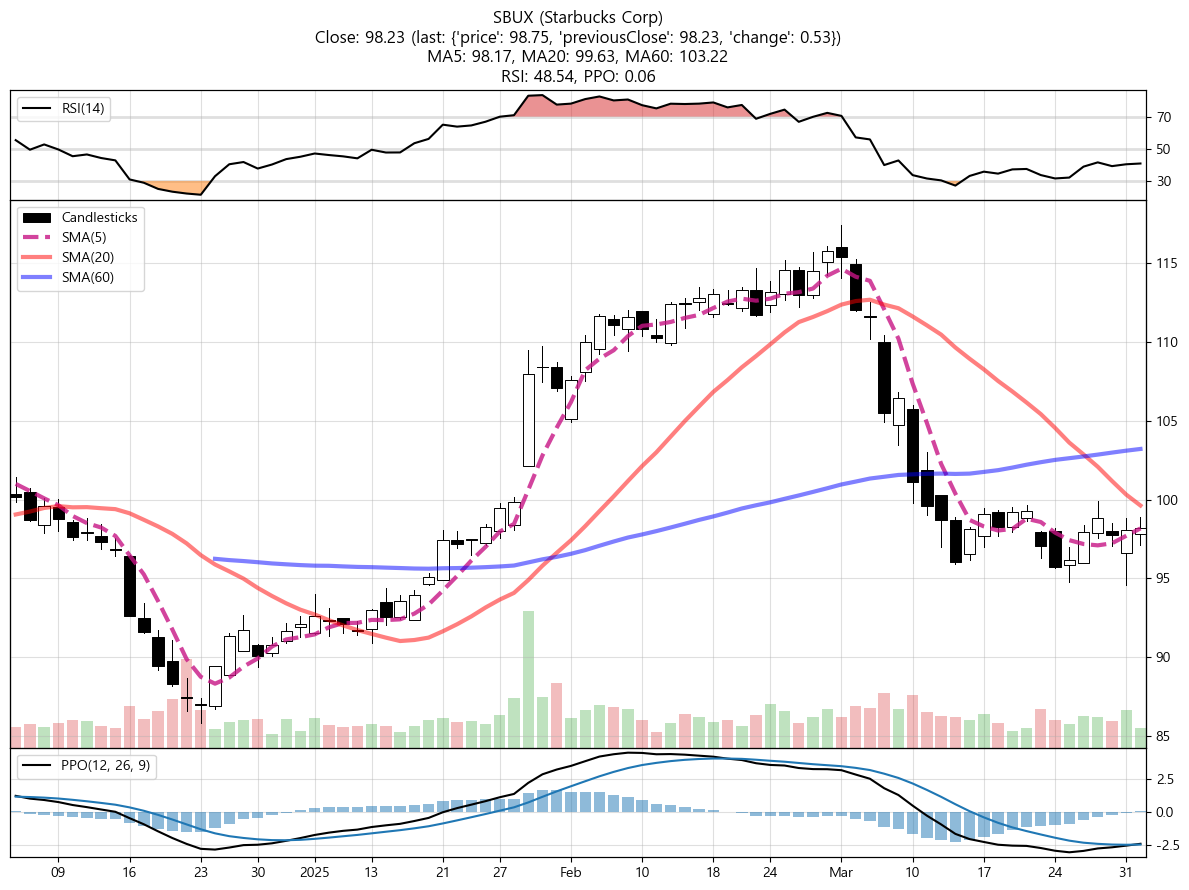 SBUX (Starbucks Corp)
Close: 98.23 (last: {'price': 98.75, 'previousClose': 98.23, 'change': 0.53})
MA5: 98.17, MA20: 99.63, MA60: 103.22
RSI: 48.54, PPO: 0.06
RSI(14)
70
50
30
Candlesticks
SMA(5)
SMA(20)
SMA(60)
115
110
105
100
95
90
85
PPO(12, 26, 9)
2.5
0.0
−2.5
09 16 23 30 2025 13 21 27 Feb 10 18 24 Mar 10 17 24 31